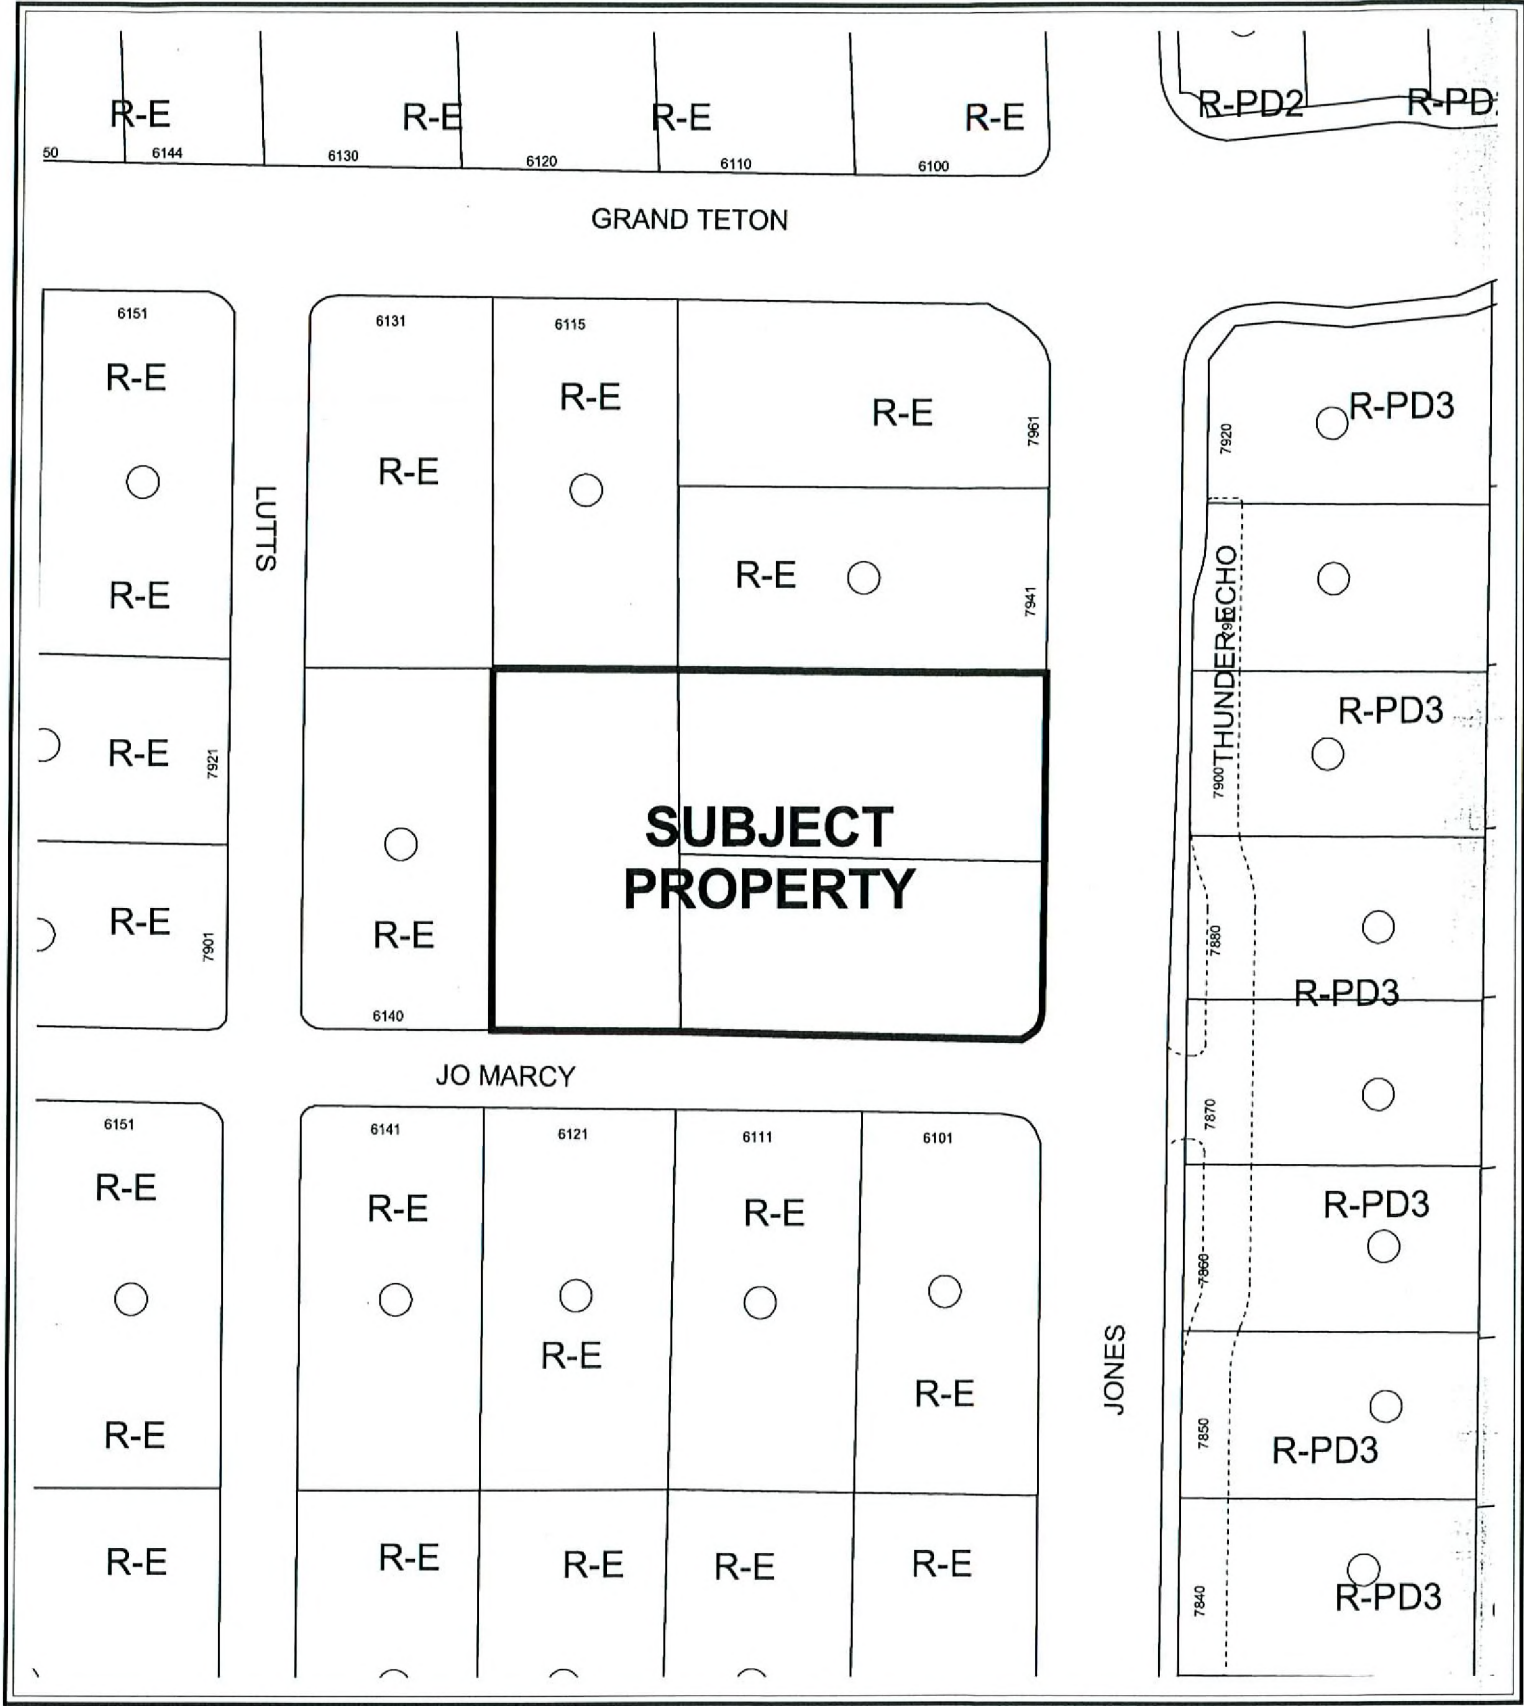 R-E
R-E
R-E
R-E
R-PD2
R-PD
50
6144
6130
6120
6110
6100
GRAND TETON
6151
6131
6115
R-E
R-E
R-E
R-E
7961
7920
R-PD3
LUTTS
R-E
R-E
7941
THUNDER ECHO
R-E
7921
R-PD3
7900
SUBJECT
PROPERTY
R-E
7901
R-E
7880
R-PD3
6140
JO MARCY
6151
6141
6121
6111
6101
7870
R-E
R-E
R-E
R-PD3
7860
R-E
R-E
JONES
R-E
7850
R-PD3
R-E
R-E
R-E
R-E
R-E
7840
R-PD3